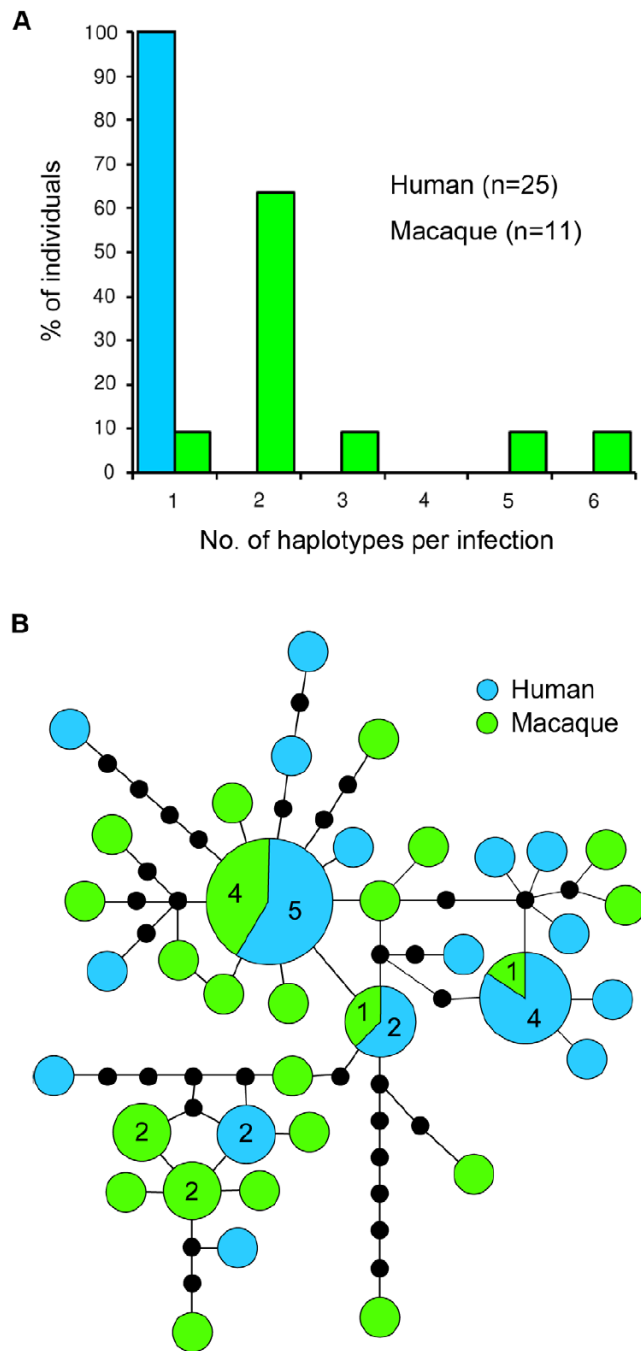 A
100
90
80
70
60
50
40
30
20
10
0
% of individuals
Human (n=25)
Macaque (n=11)
1 2 3 4 5 6
No. of haplotypes per infection
B
Human
Macaque
4 5
1
4
1
2
2 2
2